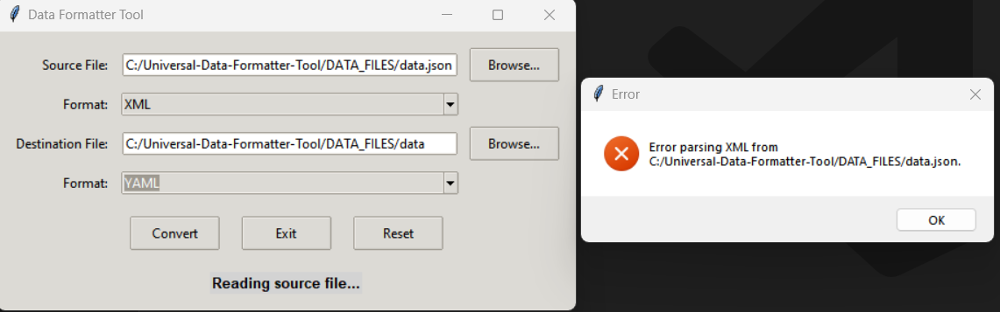 Data Formatter Tool
Source File: C:/Universal-Data-Formatter-Tool/DATA_FILES/data.json Browse...
Format: XML
Destination File: C:/Universal-Data-Formatter-Tool/DATA_FILES/data Browse...
Format: YAML
Convert Exit Reset
Reading source file...
Error
Error parsing XML from
C:/Universal-Data-Formatter-Tool/DATA_FILES/data.json.
OK